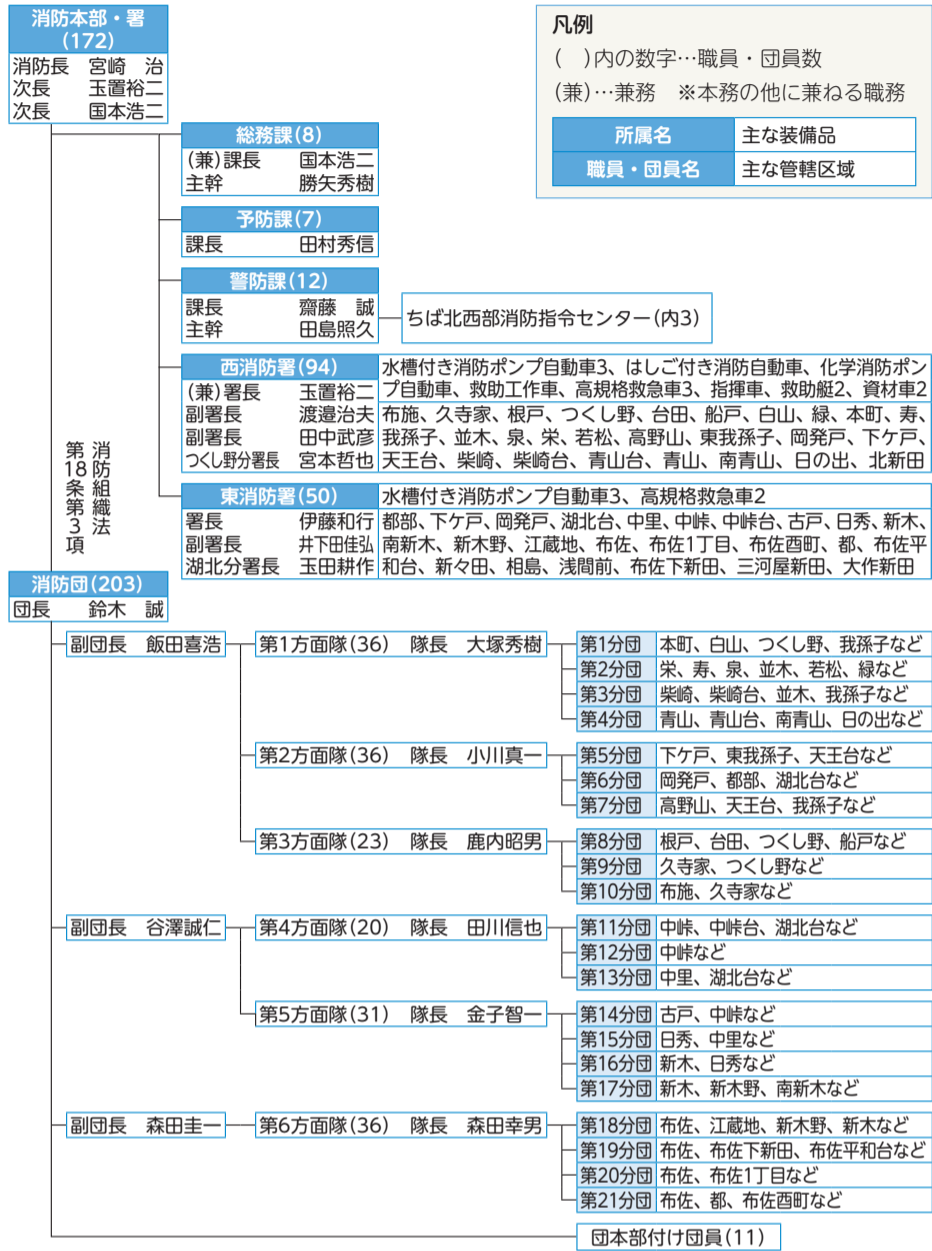 消防本部・署
(172)
消防長 宮崎 治
次長 玉置裕二
次長 国本浩二
凡例
( )内の数字…職員・団員数
(兼)…兼務 ※本務の他に兼ねる職務
所属名 主な装備品
職員・団員名 主な管轄区域
総務課(8)
(兼)課長 国本浩二
主幹 勝矢秀樹
予防課(7)
課長 田村秀信
警防課(12)
課長 齋藤 誠
主幹 田島照久
ちば北西部消防指令センター(内3)
西消防署(94)
(兼)署長 玉置裕二
副署長 渡邉治夫
副署長 田中武彦
つくし野分署長 宮本哲也
水槽付き消防ポンプ自動車3、はしご付き消防自動車、化学消防ポン
プ自動車、救助工作車、高規格救急車3、指揮車、救助艇2、資材車2
布施、久寺家、根戸、つくし野、台田、船戸、白山、緑、本町、寿、
我孫子、並木、泉、栄、若松、高野山、東我孫子、岡発戸、下ケ戸、
天王台、柴崎、柴崎台、青山台、青山、南青山、日の出、北新田
東消防署(50)
署長 伊藤和行
副署長 井下田佳弘
湖北分署長 玉田耕作
水槽付き消防ポンプ自動車3、高規格救急車2
都部、下ケ戸、岡発戸、湖北台、中里、中峠、中峠台、古戸、日秀、新木、
南新木、新木野、江蔵地、布佐、布佐1丁目、布佐酉町、都、布佐平
和台、新々田、相島、浅間前、布佐下新田、三河屋新田、大作新田
消防組織法
第18条第3項
消防団(203)
団長 鈴木 誠
副団長 飯田喜浩
第1方面隊(36) 隊長 大塚秀樹
第1分団 本町、白山、つくし野、我孫子など
第2分団 栄、寿、泉、並木、若松、緑など
第3分団 柴崎、柴崎台、並木、我孫子など
第4分団 青山、青山台、南青山、日の出など
第2方面隊(36) 隊長 小川真一
第5分団 下ケ戸、東我孫子、天王台など
第6分団 岡発戸、都部、湖北台など
第7分団 高野山、天王台、我孫子など
第3方面隊(23) 隊長 鹿内昭男
第8分団 根戸、台田、つくし野、船戸など
第9分団 久寺家、つくし野など
第10分団 布施、久寺家など
副団長 谷澤誠仁
第4方面隊(20) 隊長 田川信也
第11分団 中峠、中峠台、湖北台など
第12分団 中峠など
第13分団 中里、湖北台など
第5方面隊(31) 隊長 金子智一
第14分団 古戸、中峠など
第15分団 日秀、中里など
第16分団 新木、日秀など
第17分団 新木、新木野、南新木など
副団長 森田圭一
第6方面隊(36) 隊長 森田幸男
第18分団 布佐、江蔵地、新木野、新木など
第19分団 布佐、布佐下新田、布佐平和台など
第20分団 布佐、布佐1丁目など
第21分団 布佐、都、布佐酉町など
団本部付け団員(11)